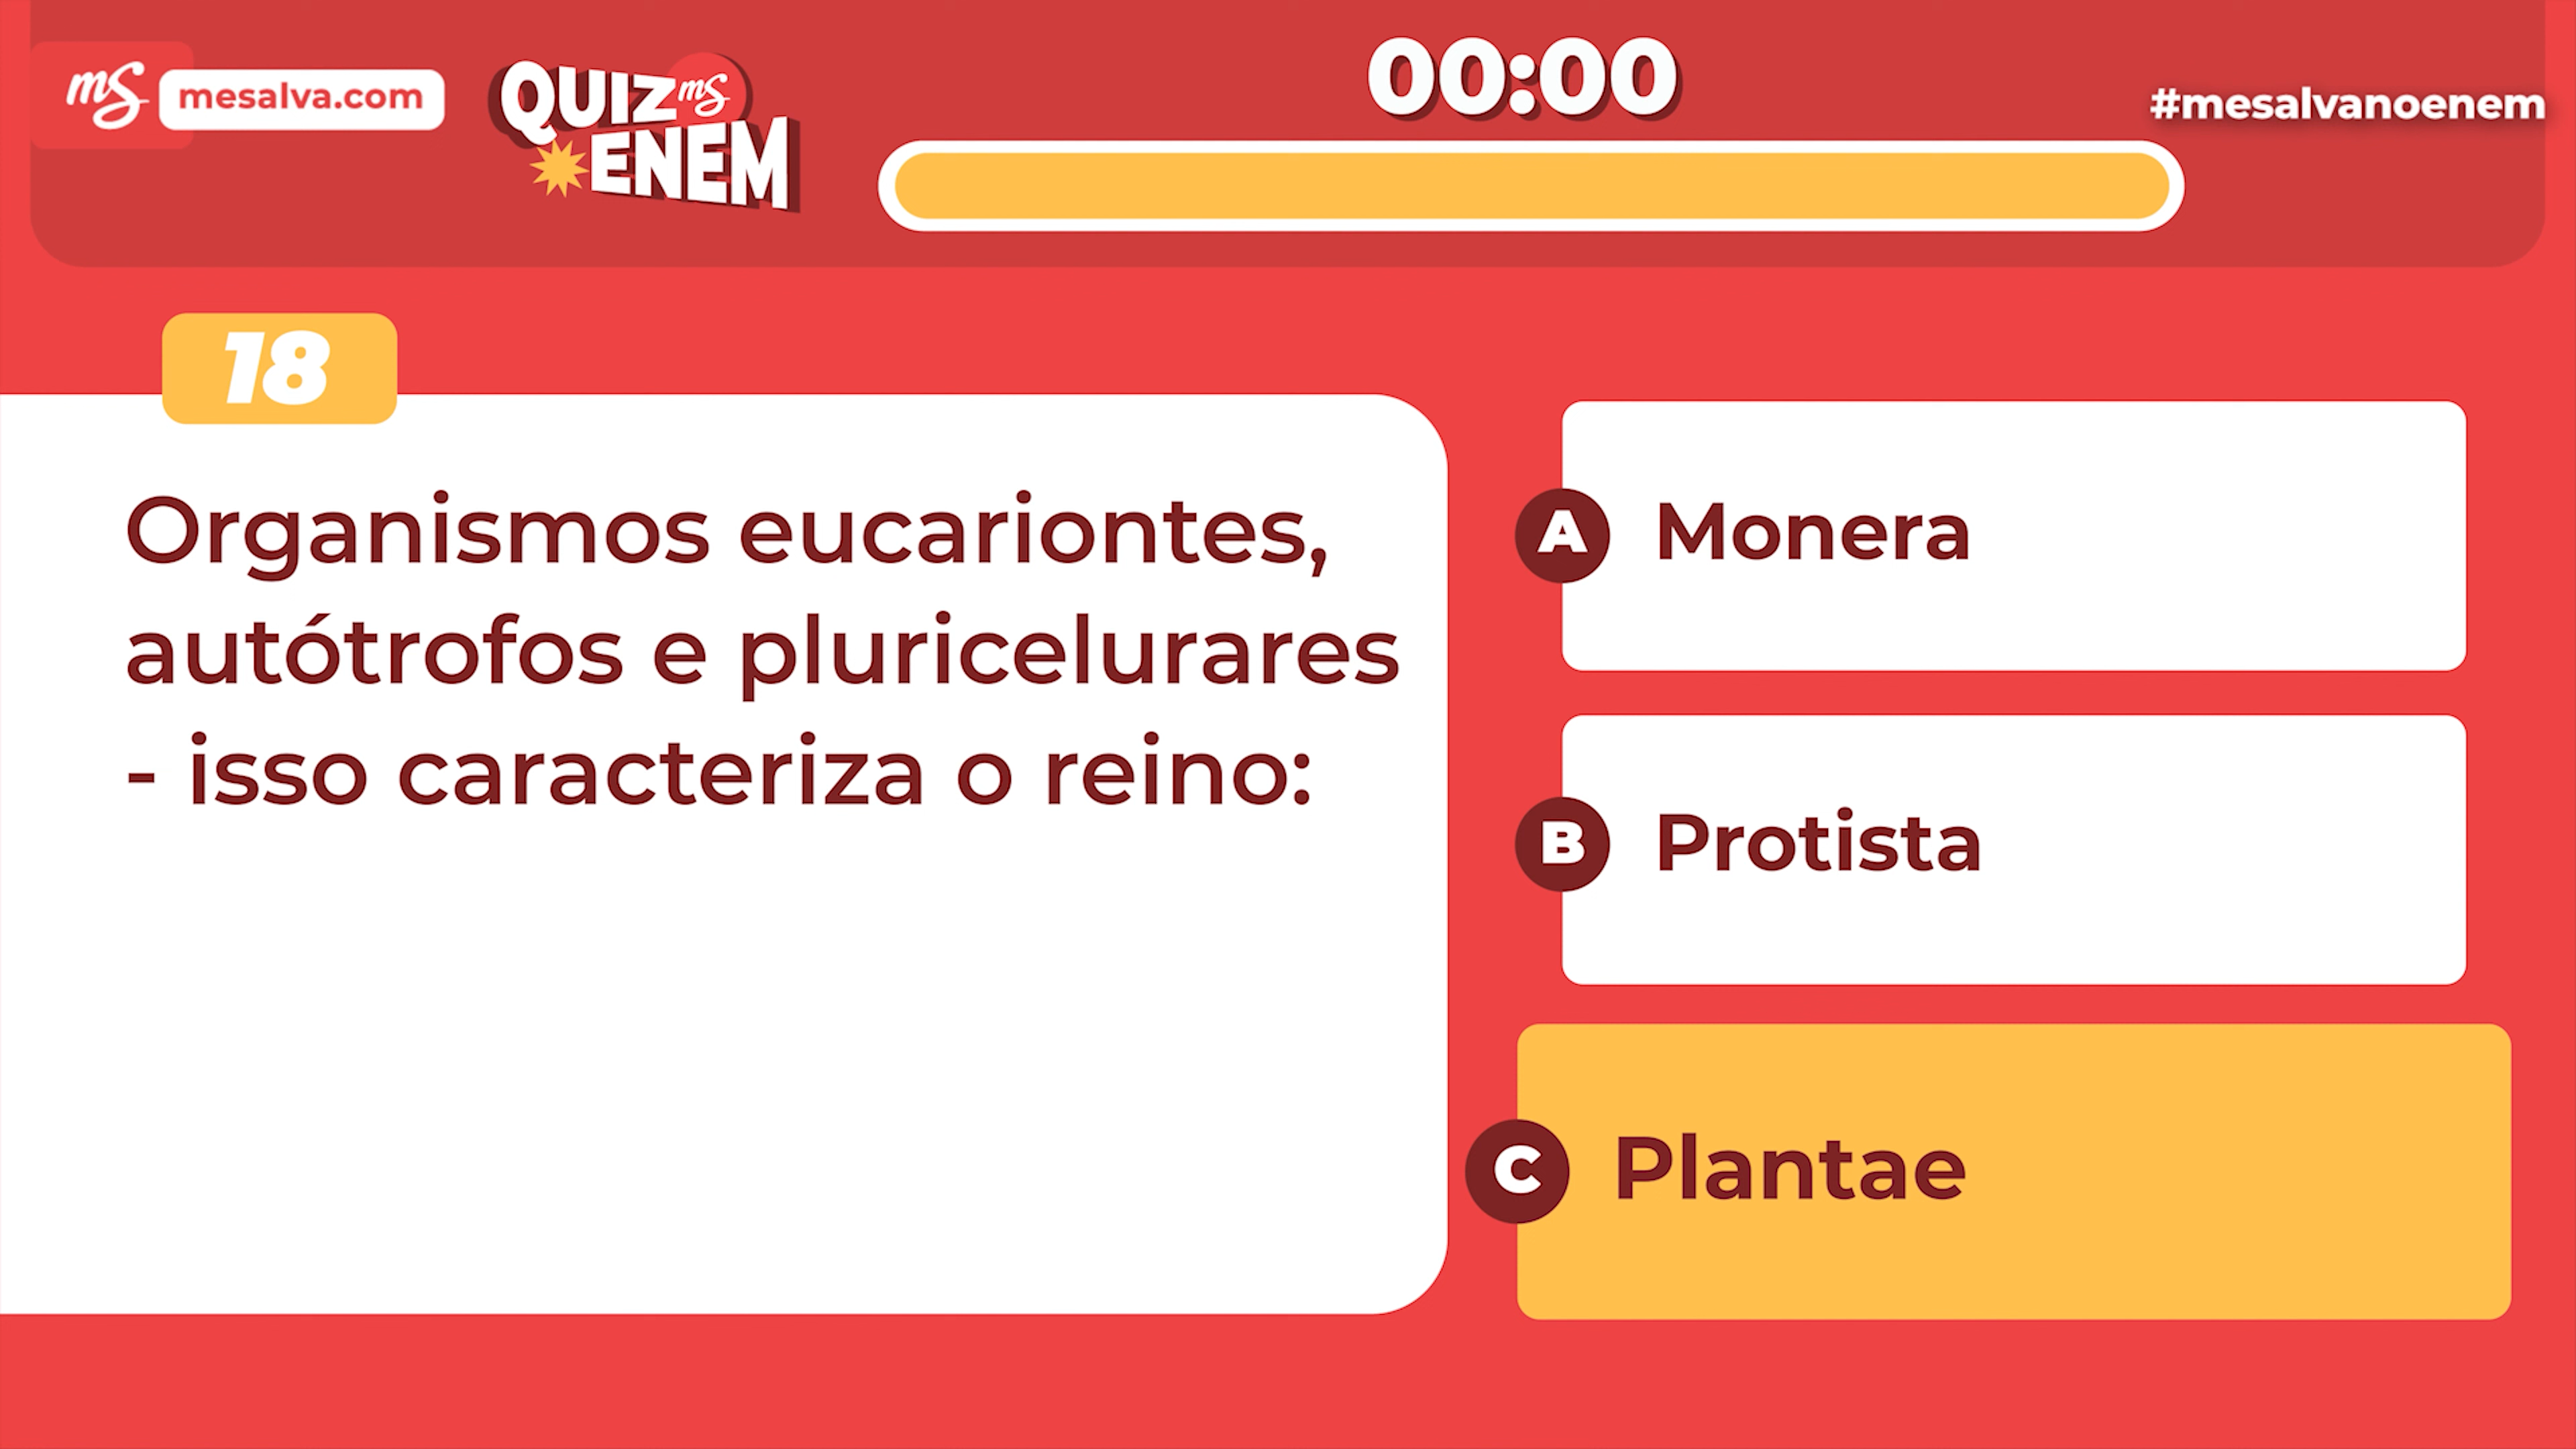 mS mesalva.com
QUIZ mS
ENEM
00:00
#mesalvanoenem
18
Organismos eucariontes,
autótrofos e pluricelurares
- isso caracteriza o reino:
A Monera
B Protista
C Plantae